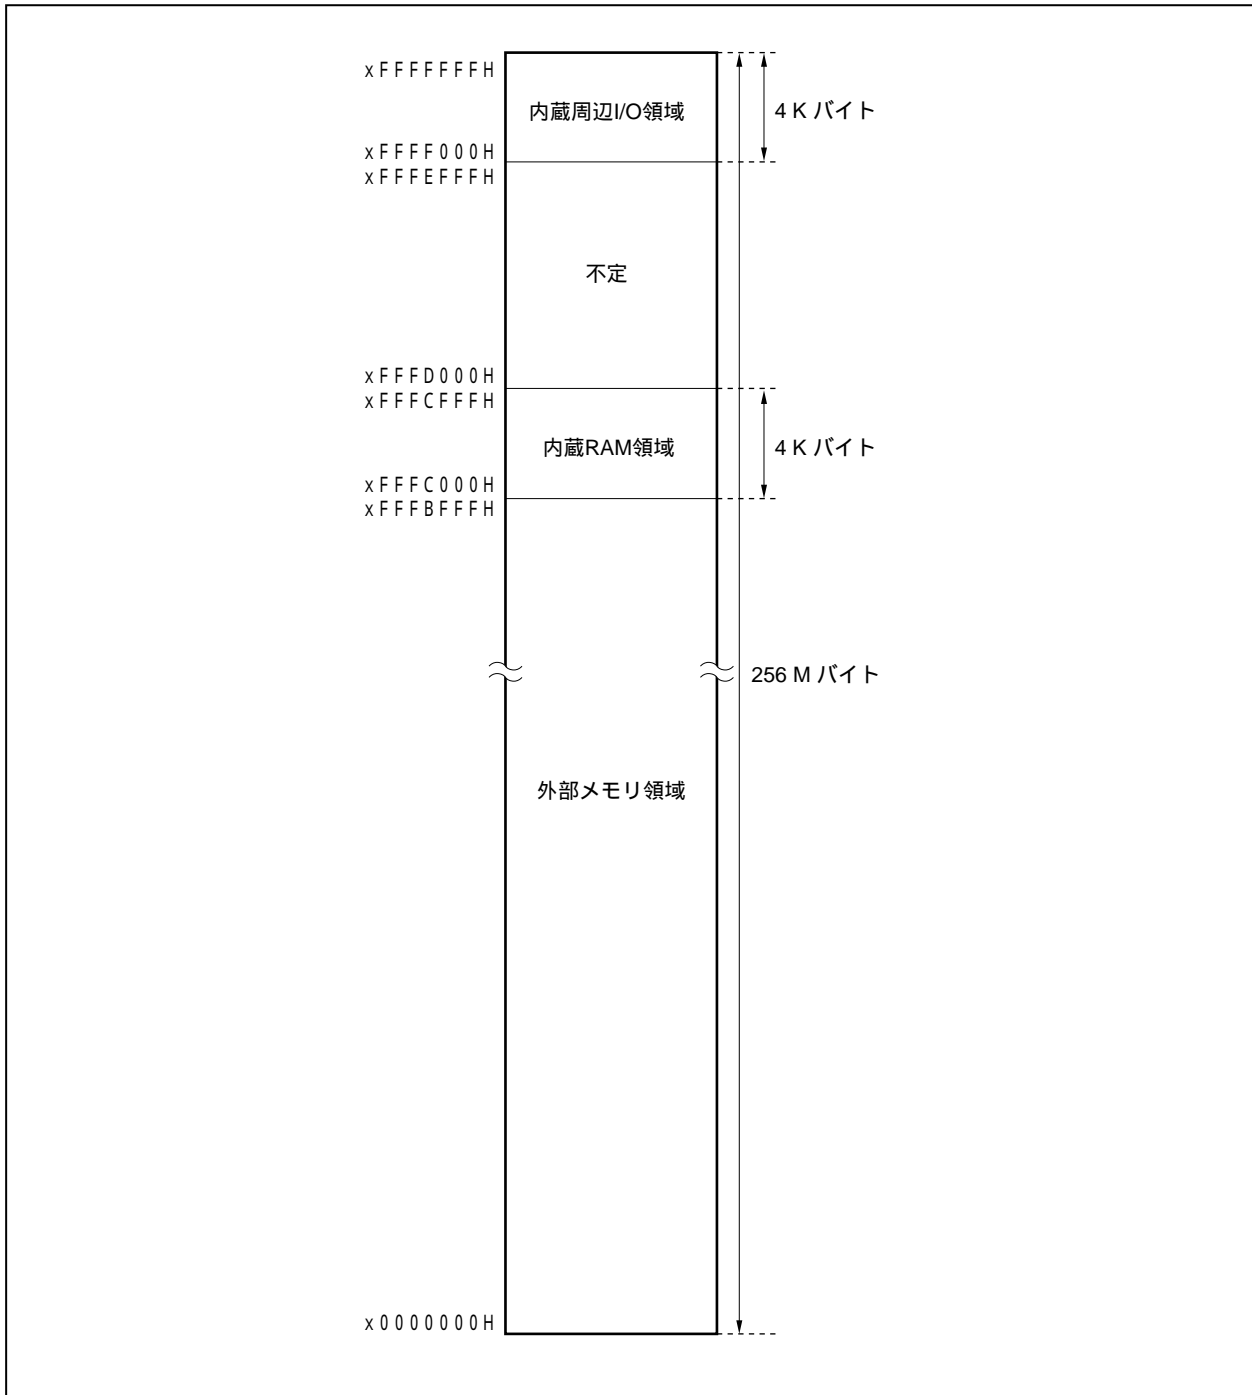 xFFFFFFFH
内蔵周辺I/O領域
4 K バイト
xFFFF000H
xFFFEFFFH
不定
xFFFD000H
xFFFCFFFH
内蔵RAM領域
4 K バイト
xFFFC000H
xFFFBFFFH
256 M バイト
外部メモリ領域
x0000000H